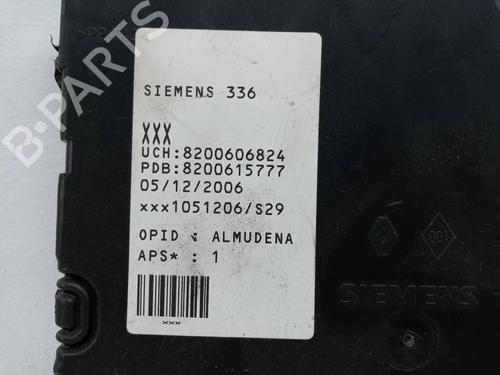 B-PARTS
SIEMENS 336
XXX
UCH:8200606824
PDB:8200615777
05/12/2006
xxx1051206/S29
OPID : ALMUDENA
APS* : 1
xxx
001
SIEMENS